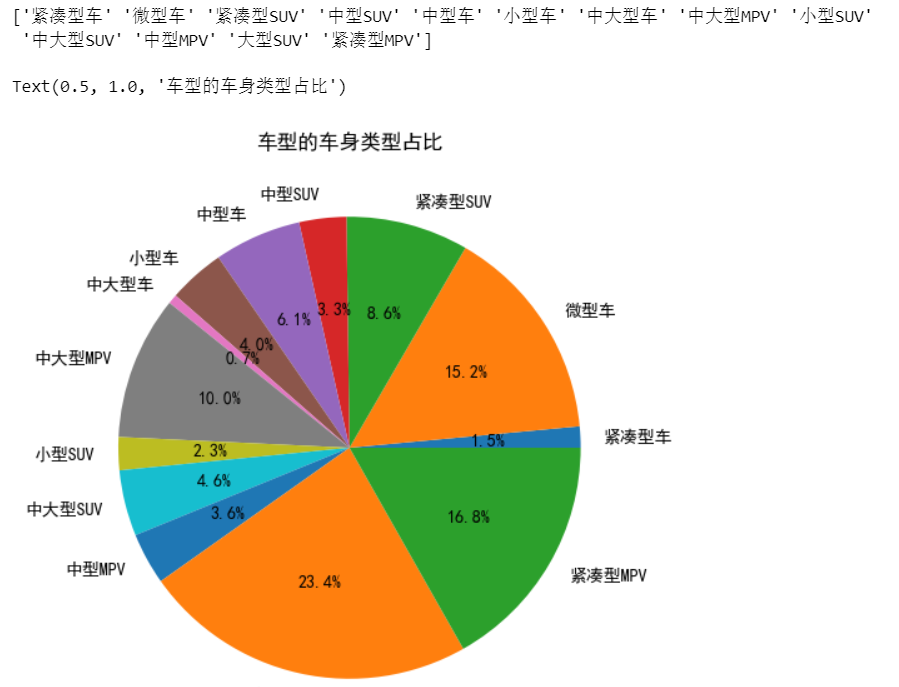 ['紧凑型车' '微型车' '紧凑型SUV' '中型SUV' '中型车' '小型车' '中大型车' '中大型MPV' '小型SUV'
'中大型SUV' '中型MPV' '大型SUV' '紧凑型MPV']
Text(0.5, 1.0, '车型的车身类型占比')
车型的车身类型占比
中型SUV
紧凑型SUV
中型车
小型车
中大型车
微型车
3.3%
8.6%
6.1%
4.0%
0.7%
中大型MPV
15.2%
10.0%
紧凑型车
1.5%
小型SUV
2.3%
4.6%
中大型SUV
3.6%
16.8%
中型MPV
紧凑型MPV
23.4%